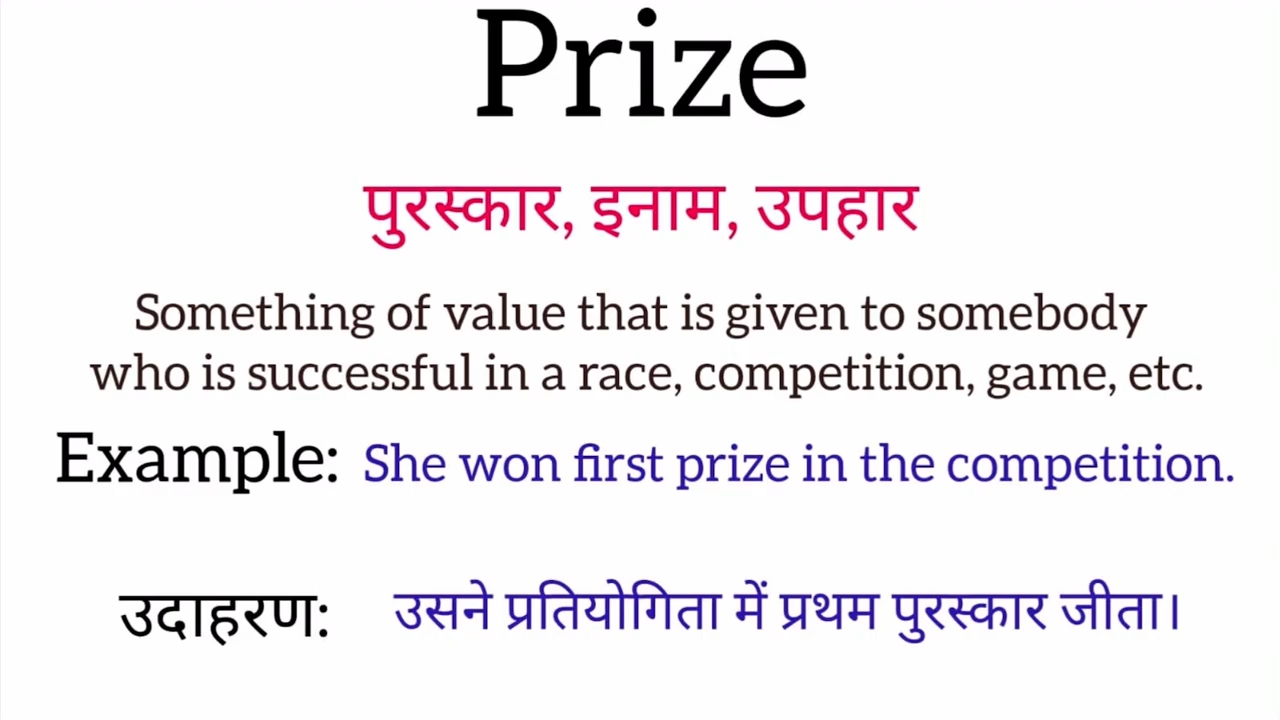 Prize
पुरस्कार, इनाम, उपहार
Something of value that is given to somebody
who is successful in a race, competition, game, etc.
Example: She won first prize in the competition.
उदाहरण: उसने प्रतियोगिता में प्रथम पुरस्कार जीता।